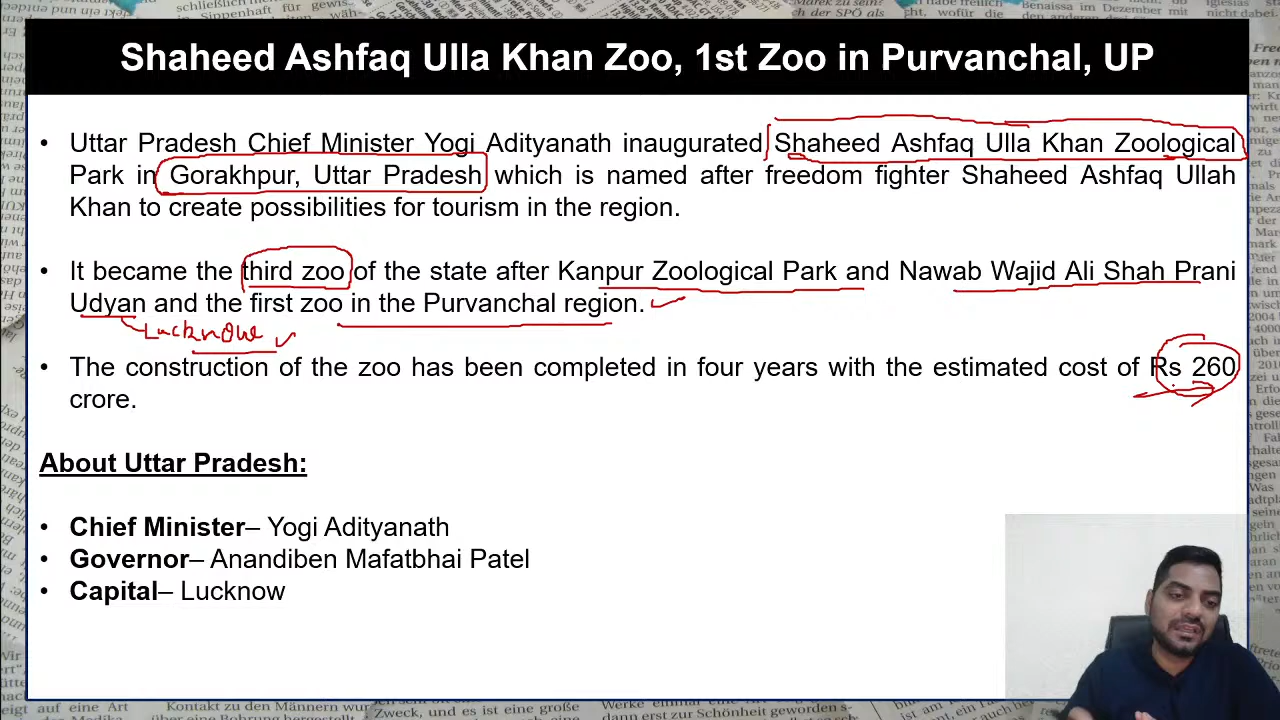 Shaheed Ashfaq Ulla Khan Zoo, 1st Zoo in Purvanchal, UP
• Uttar Pradesh Chief Minister Yogi Adityanath inaugurated Shaheed Ashfaq Ulla Khan Zoological
Park in Gorakhpur, Uttar Pradesh which is named after freedom fighter Shaheed Ashfaq Ullah
Khan to create possibilities for tourism in the region.
• It became the third zoo of the state after Kanpur Zoological Park and Nawab Wajid Ali Shah Prani
Udyan and the first zoo in the Purvanchal region.
Lucknow
• The construction of the zoo has been completed in four years with the estimated cost of Rs 260
crore.
About Uttar Pradesh:
• Chief Minister– Yogi Adityanath
• Governor– Anandiben Mafatbhai Patel
• Capital– Lucknow